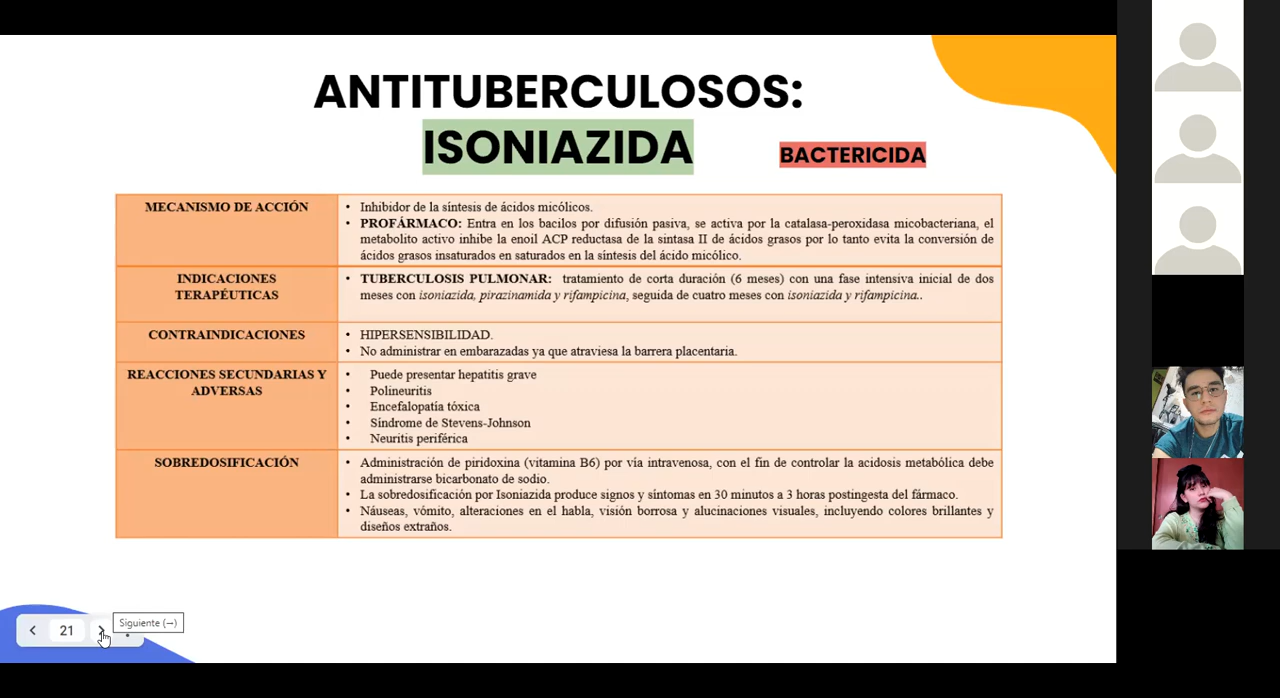 ANTITUBERCULOSOS:
ISONIAZIDA
BACTERICIDA
MECANISMO DE ACCIÓN
• Inhibidor de la síntesis de ácidos micólicos.
• PROFÁRMACO: Entra en los bacilos por difusión pasiva, se activa por la catalasa-peroxidasa micobacteriana, el
metabolito activo inhibe la enoil ACP reductasa de la sintasa II de ácidos grasos por lo tanto evita la conversión de
ácidos grasos insaturados en saturados en la síntesis del ácido micólico.
INDICACIONES
TERAPÉUTICAS
• TUBERCULOSIS PULMONAR: tratamiento de corta duración (6 meses) con una fase intensiva inicial de dos
meses con isoniazida, pirazinamida y rifampicina, seguida de cuatro meses con isoniazida y rifampicina..
CONTRAINDICACIONES
• HIPERSENSIBILIDAD.
• No administrar en embarazadas ya que atraviesa la barrera placentaria.
REACCIONES SECUNDARIAS Y
ADVERSAS
• Puede presentar hepatitis grave
• Polineuritis
• Encefalopatía tóxica
• Síndrome de Stevens-Johnson
• Neuritis periférica
SOBREDOSIFICACIÓN
• Administración de piridoxina (vitamina B6) por vía intravenosa, con el fin de controlar la acidosis metabólica debe
administrarse bicarbonato de sodio.
• La sobredosificación por Isoniazida produce signos y síntomas en 30 minutos a 3 horas postingesta del fármaco.
• Náuseas, vómito, alteraciones en el habla, visión borrosa y alucinaciones visuales, incluyendo colores brillantes y
diseños extraños.
21
Siguiente (→)